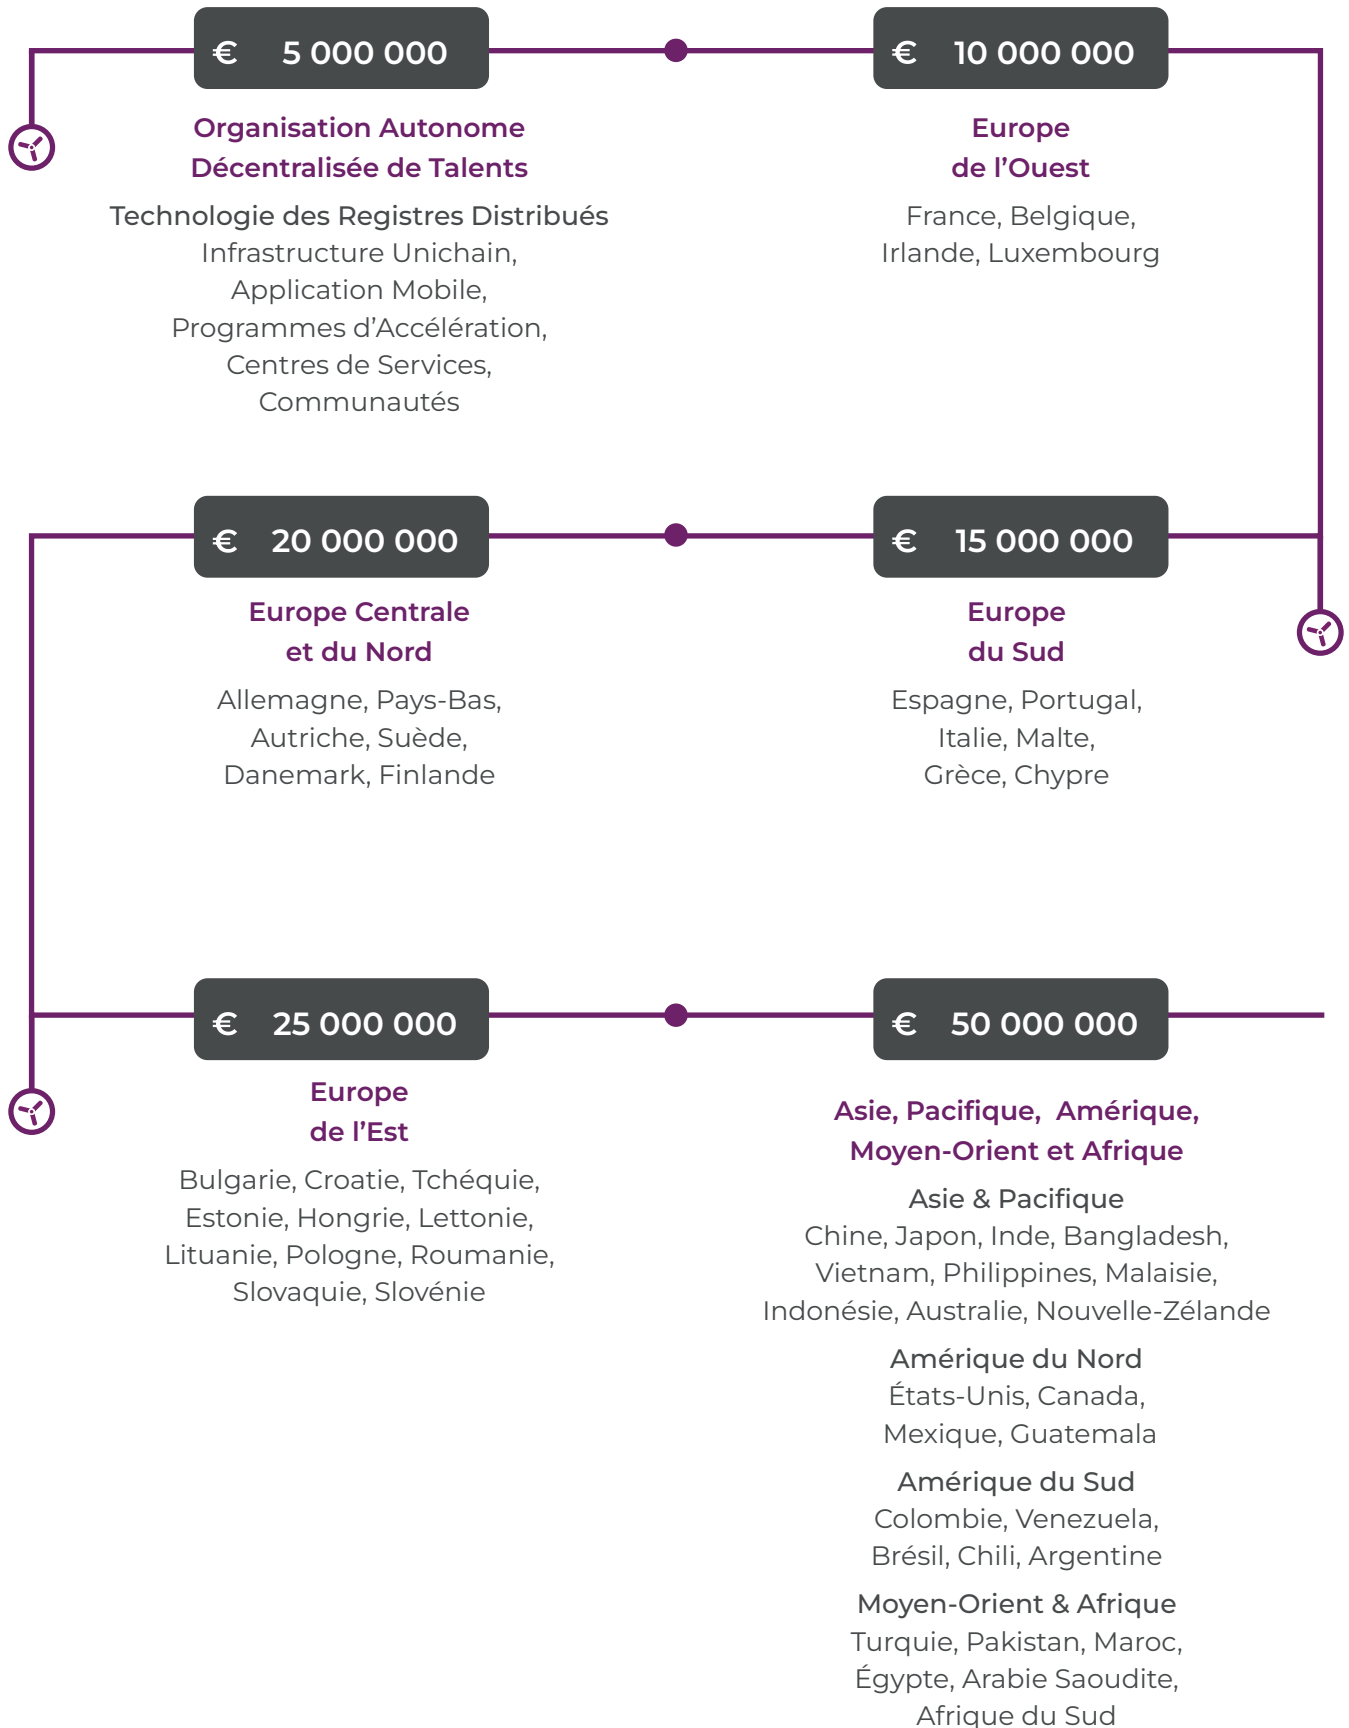 € 5 000 000
Organisation Autonome
Décentralisée de Talents
Technologie des Registres Distribués
Infrastructure Unichain,
Application Mobile,
Programmes d’Accélération,
Centres de Services,
Communautés
€ 10 000 000
Europe
de l’Ouest
France, Belgique,
Irlande, Luxembourg
€ 15 000 000
Europe
du Sud
Espagne, Portugal,
Italie, Malte,
Grèce, Chypre
€ 20 000 000
Europe Centrale
et du Nord
Allemagne, Pays-Bas,
Autriche, Suède,
Danemark, Finlande
€ 25 000 000
Europe
de l’Est
Bulgarie, Croatie, Tchéquie,
Estonie, Hongrie, Lettonie,
Lituanie, Pologne, Roumanie,
Slovaquie, Slovénie
€ 50 000 000
Asie, Pacifique, Amérique,
Moyen-Orient et Afrique
Asie & Pacifique
Chine, Japon, Inde, Bangladesh,
Vietnam, Philippines, Malaisie,
Indonésie, Australie, Nouvelle-Zélande
Amérique du Nord
États-Unis, Canada,
Mexique, Guatemala
Amérique du Sud
Colombie, Venezuela,
Brésil, Chili, Argentine
Moyen-Orient & Afrique
Turquie, Pakistan, Maroc,
Égypte, Arabie Saoudite,
Afrique du Sud